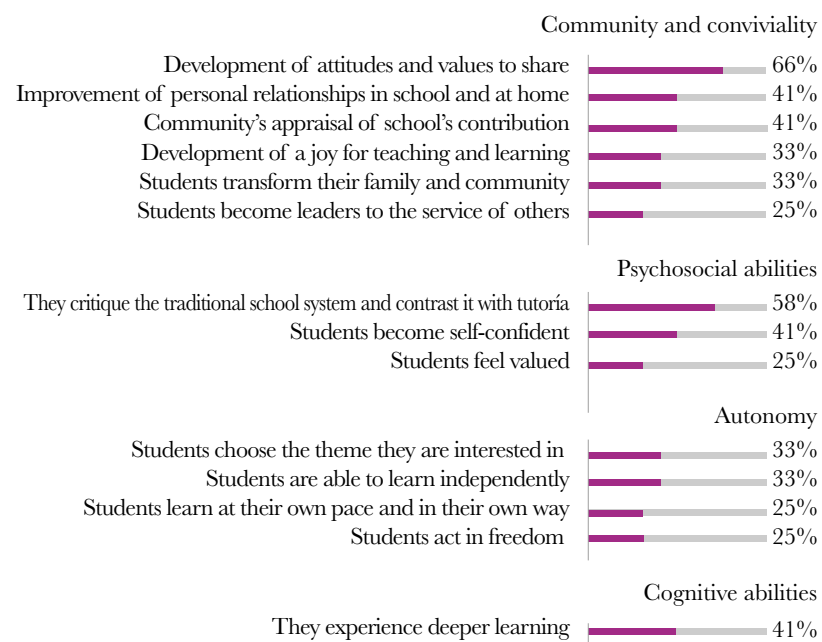 Community and conviviality
Development of attitudes and values to share 66%
Improvement of personal relationships in school and at home 41%
Community’s appraisal of school’s contribution 41%
Development of a joy for teaching and learning 33%
Students transform their family and community 33%
Students become leaders to the service of others 25%
Psychosocial abilities
They critique the traditional school system and contrast it with tutoría 58%
Students become self-confident 41%
Students feel valued 25%
Autonomy
Students choose the theme they are interested in 33%
Students are able to learn independently 33%
Students learn at their own pace and in their own way 25%
Students act in freedom 25%
Cognitive abilities
They experience deeper learning 41%